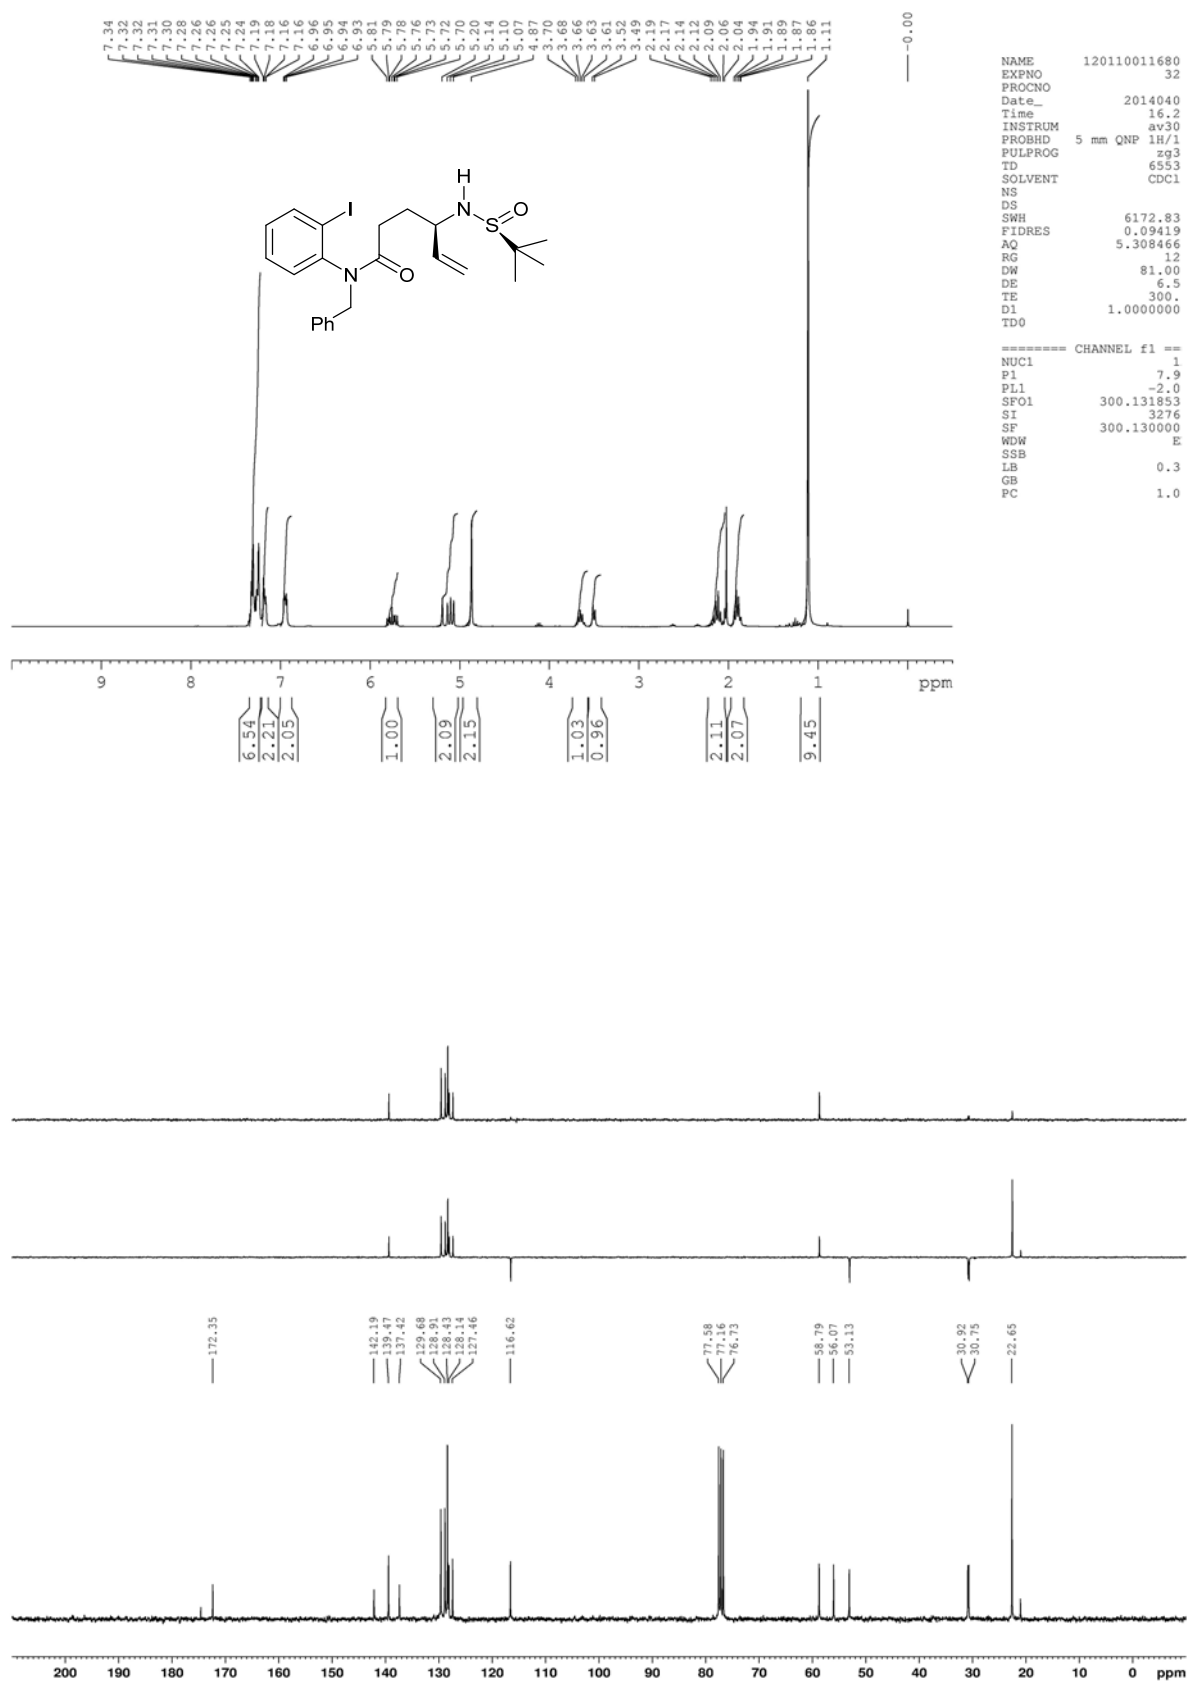 7.34
7.32
7.32
7.31
7.30
7.28
7.26
7.26
7.25
7.24
7.19
7.18
7.16
7.16
6.96
6.95
6.94
6.93
5.81
5.79
5.78
5.76
5.73
5.72
5.70
5.20
5.14
5.10
5.07
4.87
3.70
3.68
3.66
3.63
3.61
3.52
3.49
2.19
2.17
2.14
2.12
2.09
2.06
2.04
1.94
1.91
1.89
1.87
1.86
1.11
-0.00
NAME 120110011680
EXPNO 32
PROCNO
Date_ 2014040
Time 16.2
INSTRUM av30
PROBHD 5 mm QNP 1H/1
PULPROG zg3
TD 6553
SOLVENT CDCl
NS
DS
SWH 6172.83
FIDRES 0.09419
AQ 5.308466
RG 12
DW 81.00
DE 6.5
TE 300.
D1 1.0000000
TD0
======== CHANNEL f1 ==
NUC1 1
P1 7.9
PL1 -2.0
SFO1 300.131853
SI 3276
SF 300.130000
WDW E
SSB
LB 0.3
GB
PC 1.0
H
I
N
S
O
N
O
Ph
9 8 7 6 5 4 3 2 1 ppm
6.54
2.21
2.05
1.00
2.09
2.15
1.03
0.96
2.11
2.07
9.45
172.35
142.19
139.47
137.42
129.68
128.91
128.43
128.14
127.46
116.62
77.58
77.16
76.73
58.79
56.07
53.13
30.92
30.75
22.65
200 190 180 170 160 150 140 130 120 110 100 90 80 70 60 50 40 30 20 10 0 ppm